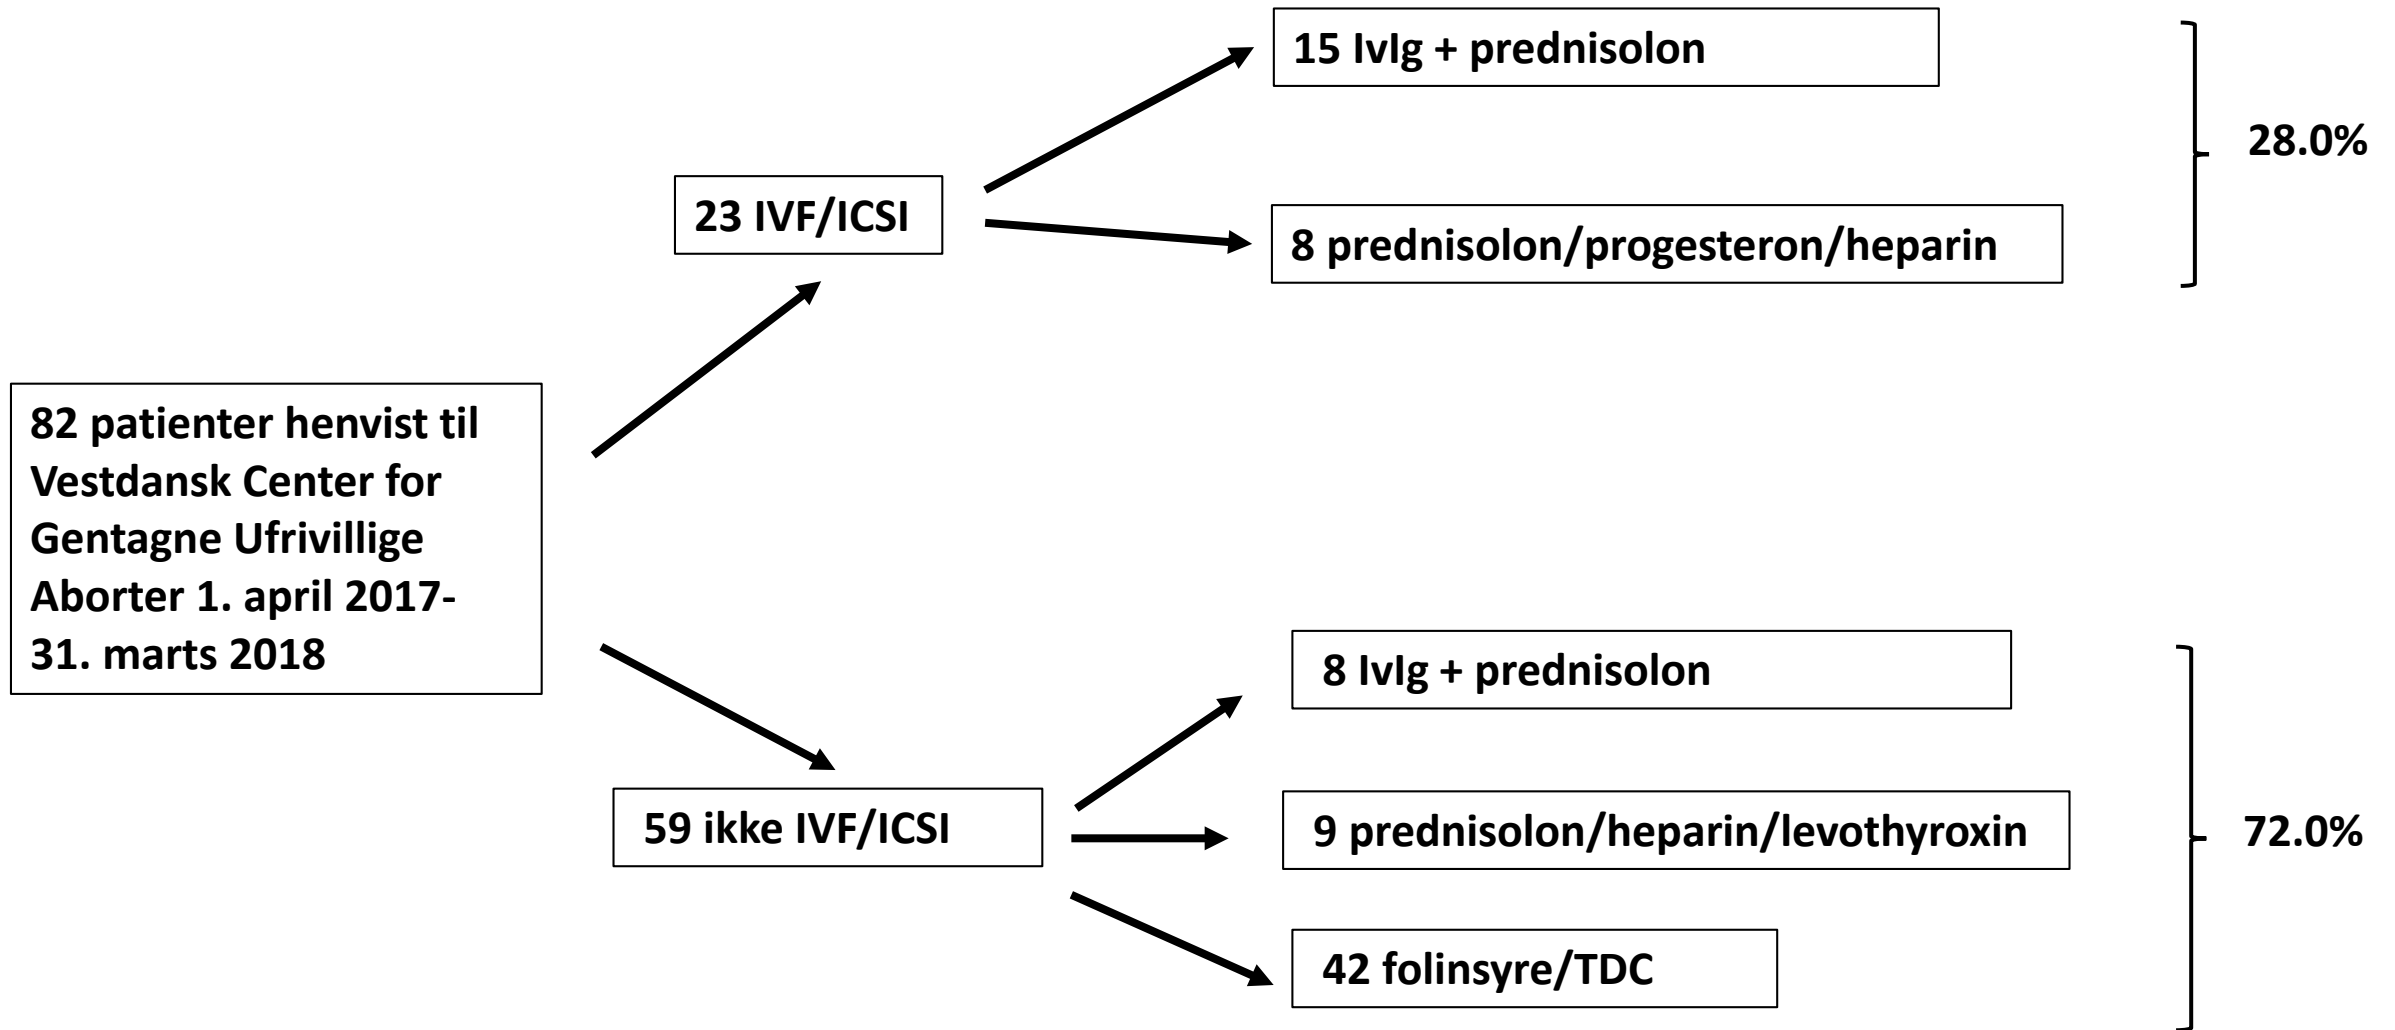 15 IvIg + prednisolon
28.0%
23 IVF/ICSI
8 prednisolon/progesteron/heparin
82 patienter henvist til
Vestdansk Center for
Gentagne Ufrivillige
Aborter 1. april 2017-
31. marts 2018
8 IvIg + prednisolon
59 ikke IVF/ICSI
9 prednisolon/heparin/levothyroxin
72.0%
42 folinsyre/TDC